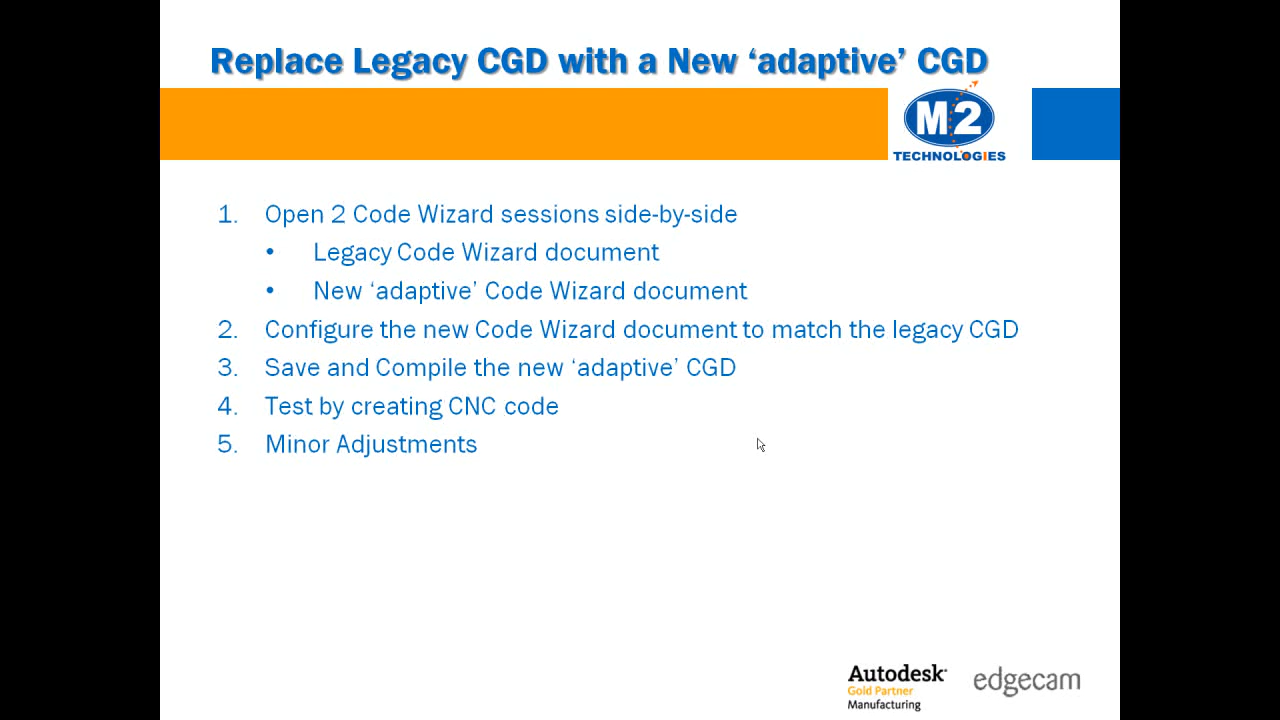 Replace Legacy CGD with a New ‘adaptive’ CGD
M2
TECHNOLOGIES
1. Open 2 Code Wizard sessions side-by-side
• Legacy Code Wizard document
• New ‘adaptive’ Code Wizard document
2. Configure the new Code Wizard document to match the legacy CGD
3. Save and Compile the new ‘adaptive’ CGD
4. Test by creating CNC code
5. Minor Adjustments
Autodesk®
Gold Partner
Manufacturing
edgecam